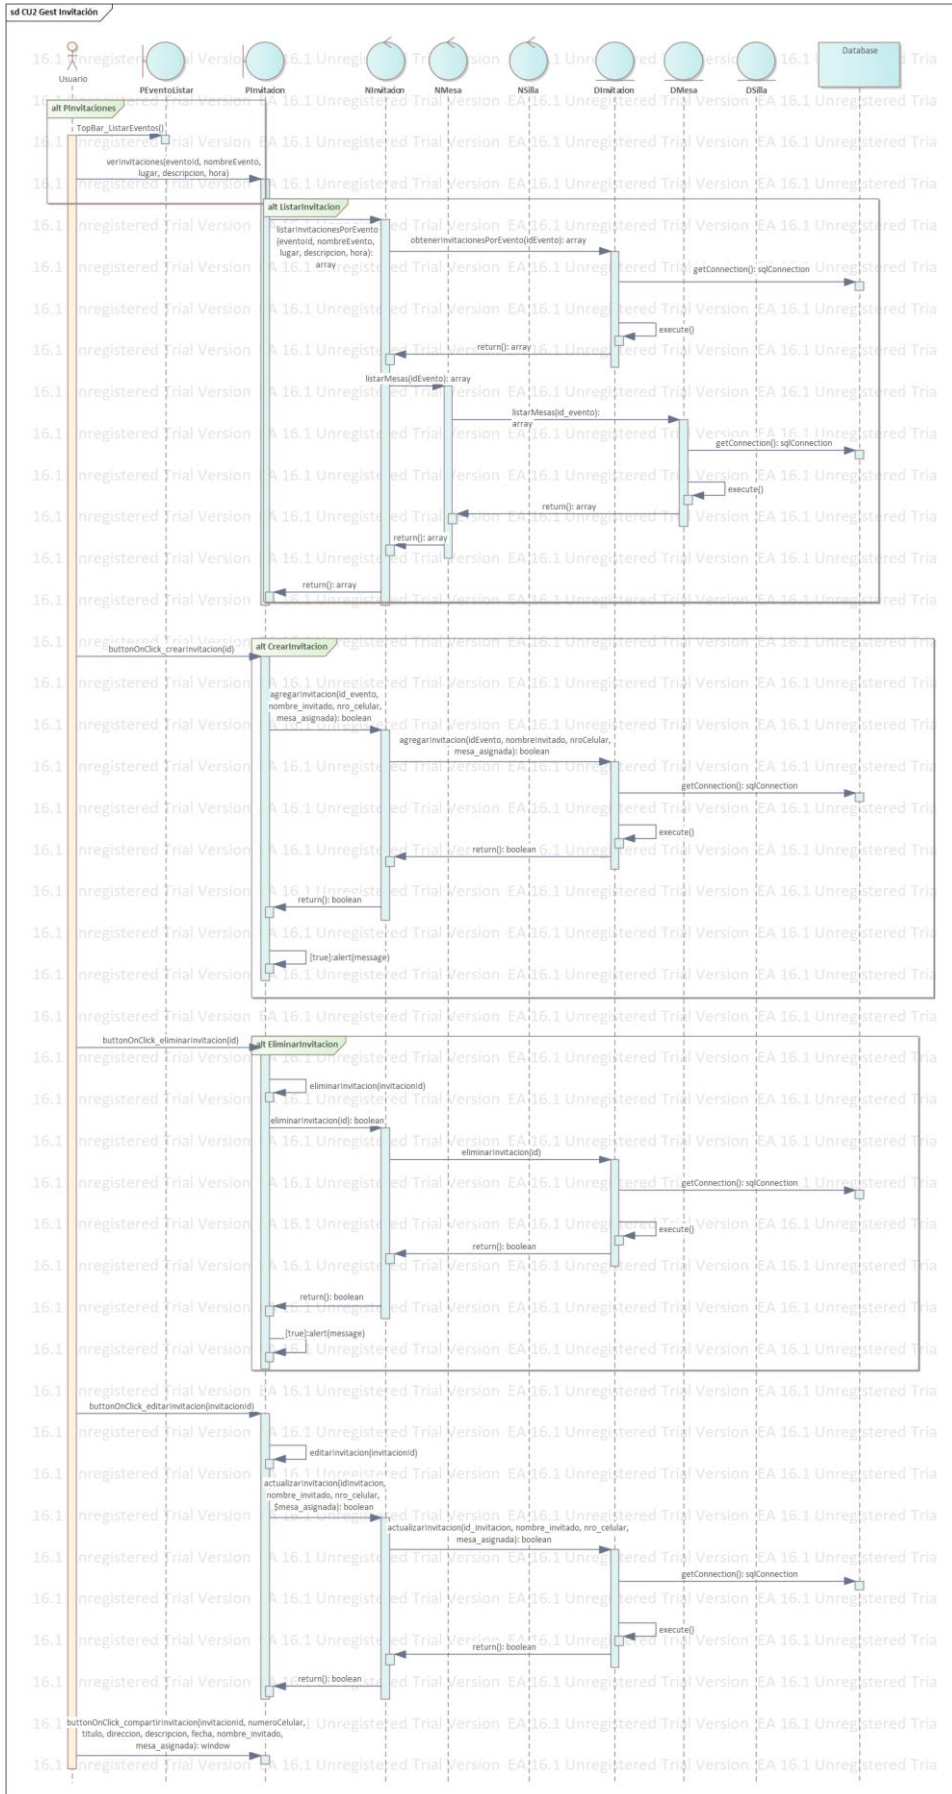 sd CU2 Gest Invitación
Usuario
PEventoListar
PInvitacion
NInvitacion
NMesa
NSilla
DInvitacion
DMesa
DSilla
Database
alt PInvitaciones
TopBar_ListarEventos()
verInvitaciones(eventoId, nombreEvento,
lugar, descripcion, hora)
alt ListarInvitacion
listarInvitacionesPorEvento
(eventoId, nombreEvento,
lugar, descripcion, hora):
array
obtenerInvitacionesPorEvento(idEvento): array
getConnection(): sqlConnection
execute()
return(): array
listarMesas(idEvento): array
listarMesas(id_evento):
array
getConnection(): sqlConnection
execute()
return(): array
return(): array
return(): array
buttonOnClick_crearInvitacion(id)
alt CrearInvitacion
agregarInvitacion(id_evento,
nombre_invitado, nro_celular,
mesa_asignada): boolean
agregarInvitacion(idEvento, nombreInvitado, nroCelular,
mesa_asignada): boolean
getConnection(): sqlConnection
execute()
return(): boolean
return(): boolean
[true]:alert(message)
buttonOnClick_eliminarInvitacion(id)
alt EliminarInvitacion
eliminarInvitacion(invitacionId)
eliminarInvitacion(id): boolean
eliminarInvitacion(id)
getConnection(): sqlConnection
execute()
return(): boolean
return(): boolean
[true]:alert(message)
buttonOnClick_editarInvitacion(invitacionId)
editarInvitacion(invitacionId)
actualizarInvitacion(idInvitacion,
nombre_invitado, nro_celular,
$mesa_asignada): boolean
actualizarInvitacion(id_invitacion, nombre_invitado, nro_celular,
mesa_asignada): boolean
getConnection(): sqlConnection
execute()
return(): boolean
return(): boolean
buttonOnClick_compartirInvitacion(invitacionId, numeroCelular,
titulo, direccion, descripcion, fecha, nombre_invitado,
mesa_asignada): window